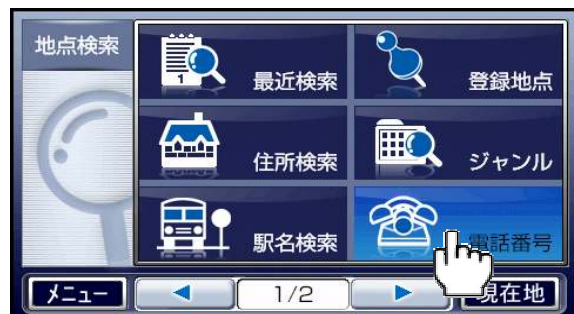 地点検索
最近検索
登録地点
1
住所検索
ジャンル
駅名検索
電話番号
メニュー
1/2
現在地